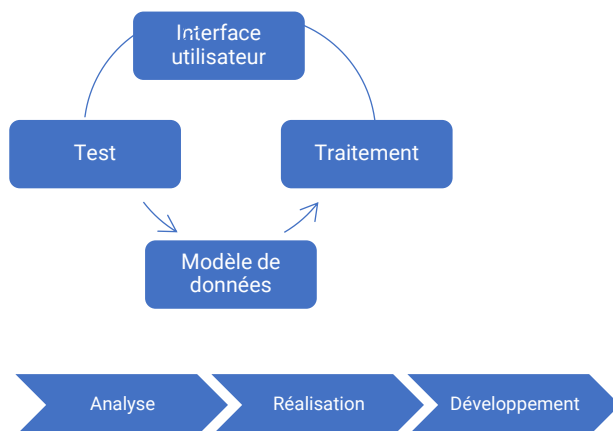 Interface
utilisateur
Test
Traitement
Modèle de
données
Analyse
Réalisation
Développement